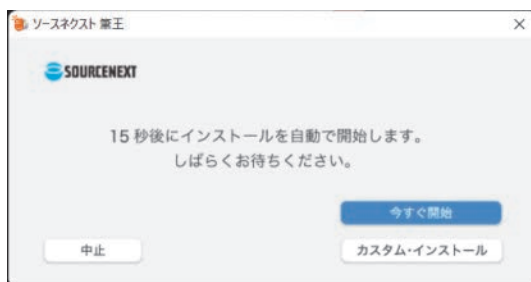 ソースネクスト 筆王
SOURCENEXT
15 秒後にインストールを自動で開始します。
しばらくお待ちください。
今すぐ開始
中止
カスタム・インストール